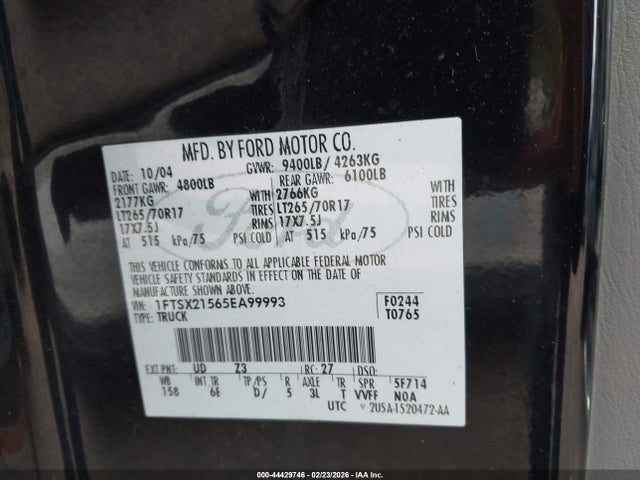 MFD. BY FORD MOTOR CO.
DATE: 10/04 GVWR: 9400LB/ 4263KG
FRONT GAWR: 4800LB REAR GAWR: 6100LB
2177KG WITH 2766KG WITH
LT265/70R17 TIRES LT265/70R17 TIRES
17X7.5J RIMS 17X7.5J RIMS
AT 515 kPa/75 PSI COLD AT 515 kPa/75 PSI COLD
THIS VEHICLE CONFORMS TO ALL APPLICABLE FEDERAL MOTOR
VEHICLE SAFETY STANDARDS IN EFFECT ON THE DATE OF
MANUFACTURE SHOWN ABOVE.
VIN: 1FTSX21565EA99993 F0244
TYPE: TRUCK T0765
EXT PNT: UD Z3 RC: 27 DSO:
WB INT TR TP/PS R AXLE TR SPR 5F714
158 6E D/ 5 3L T VVFF N0A
UTC 2U5A-1520472-AA
Ford
000-44429746 - 02/23/2026 - IAA Inc.